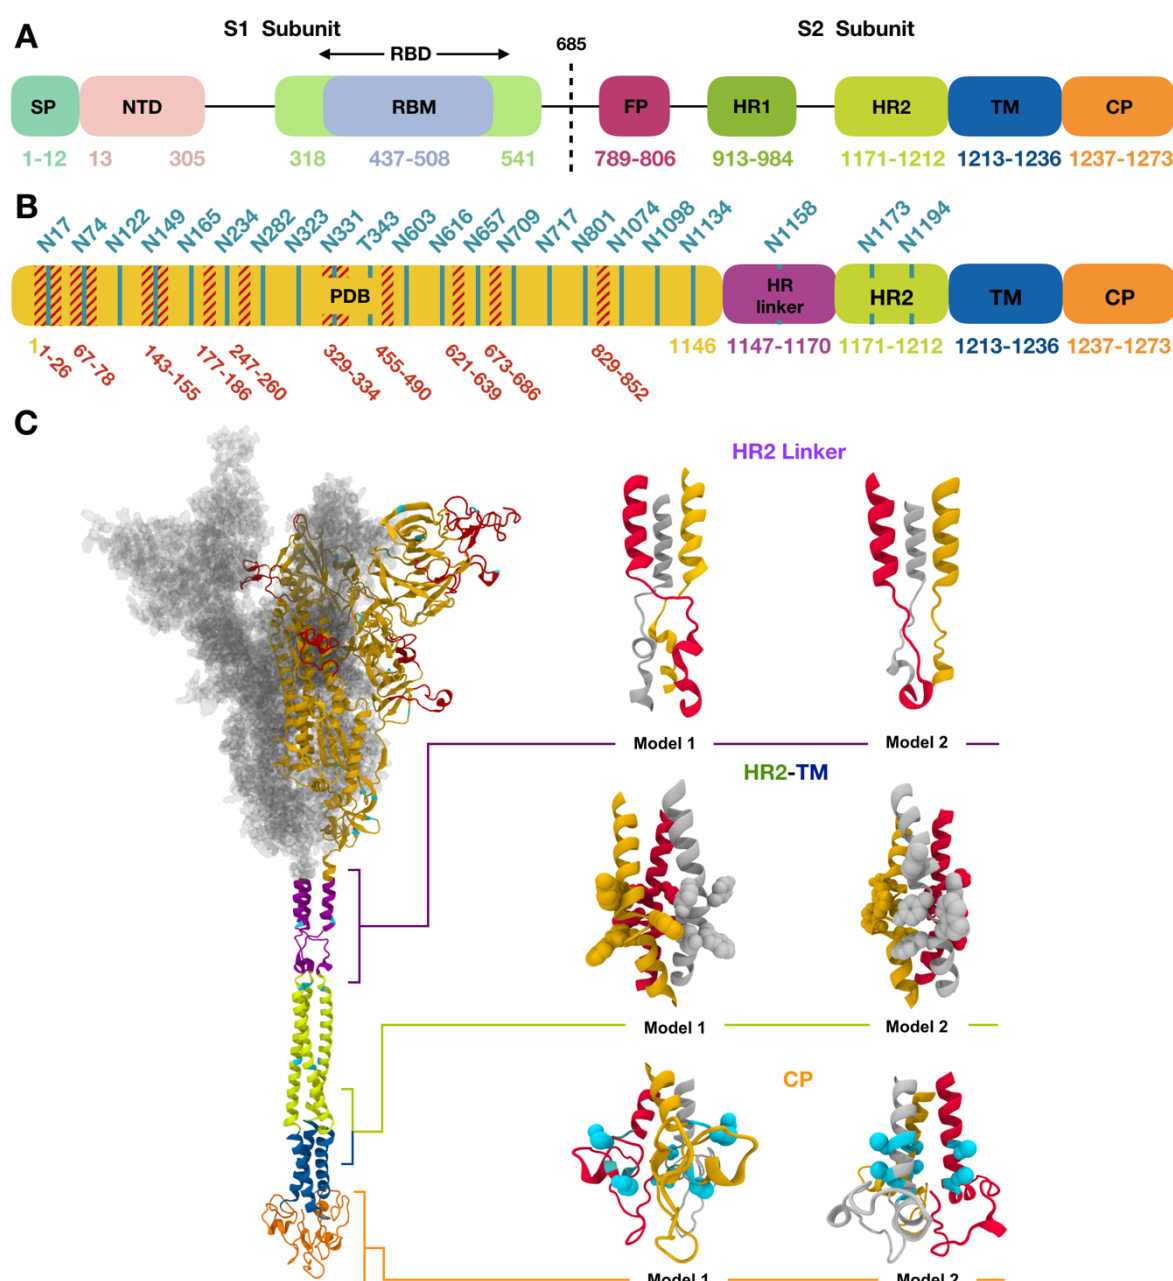 A
S1 Subunit
S2 Subunit
RBD
685
SP
NTD
RBM
FP
HR1
HR2
TM
CP
1-12
13
305
318
437-508
541
789-806
913-984
1171-1212
1213-1236
1237-1273
B
N17
N74
N122
N149
N165
N234
N282
N323
N331
T343
N603
N616
N657
N709
N717
N801
N1074
N1098
N1134
N1158
N1173
N1194
PDB
HR
linker
HR2
TM
CP
1
1-26
67-78
143-155
177-186
247-260
329-334
455-490
621-639
673-686
829-852
1146
1147-1170
1171-1212
1213-1236
1237-1273
C
HR2 Linker
Model 1
Model 2
HR2-TM
Model 1
Model 2
CP
Model 1
Model 2